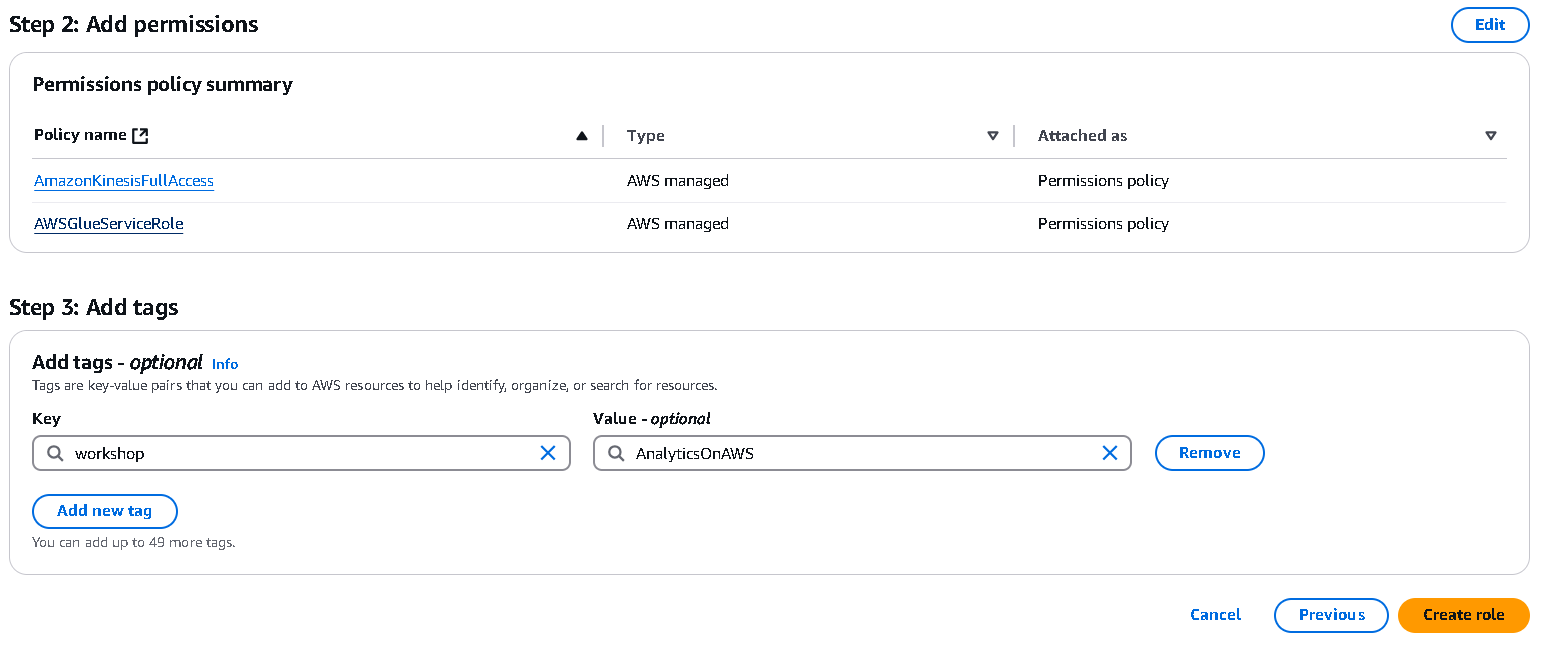 Step 2: Add permissions
Edit
Permissions policy summary
Policy name Type Attached as
AmazonKinesisFullAccess AWS managed Permissions policy
AWSGlueServiceRole AWS managed Permissions policy
Step 3: Add tags
Add tags - optional Info
Tags are key-value pairs that you can add to AWS resources to help identify, organize, or search for resources.
Key Value - optional
workshop AnalyticsOnAWS Remove
Add new tag
You can add up to 49 more tags.
Cancel Previous Create role